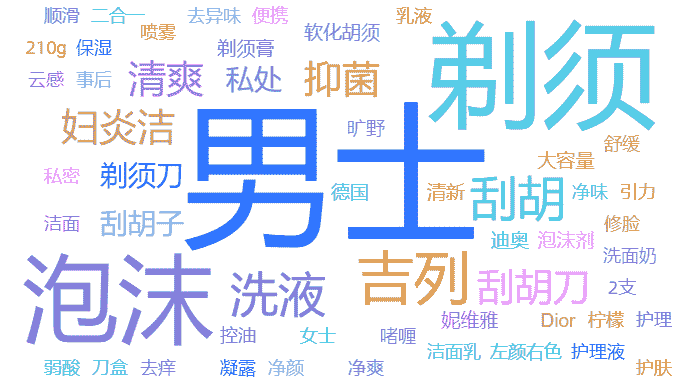 顺滑 二合一 去异味 便携 乳液
喷雾 软化胡须 剃须
210g 保湿 剃须膏
云感 事后 清爽 私处 抑菌
妇炎洁 男士 旷野 舒缓
大容量
私密 剃须刀 德国 清新 刮胡 净味 引力
洁面 刮胡子 迪奥 泡沫剂 修脸
泡沫 洗液 吉列 刮胡刀 洗面奶
2支
控油 女士 啫喱 妮维雅 Dior 柠檬 护理
洁面乳 左颜右色 护理液
弱酸 刀盒 去痒 凝露 净颜 净爽 护肤